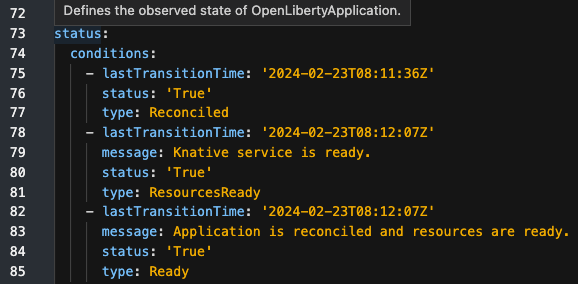 Defines the observed state of OpenLibertyApplication.
72
73 status:
74 conditions:
75 - lastTransitionTime: '2024-02-23T08:11:36Z'
76 status: 'True'
77 type: Reconciled
78 - lastTransitionTime: '2024-02-23T08:12:07Z'
79 message: Knative service is ready.
80 status: 'True'
81 type: ResourcesReady
82 - lastTransitionTime: '2024-02-23T08:12:07Z'
83 message: Application is reconciled and resources are ready.
84 status: 'True'
85 type: Ready